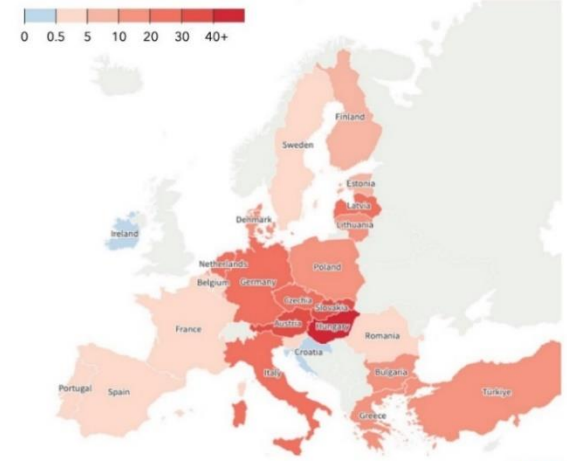 0 0.5 5 10 20 30 40+
Finland
Sweden
Estonia
Latvia
Denmark
Lithuania
Ireland
Netherlands
Poland
Belgium
Germany
Czechia
Slovakia
Austria
Hungary
France
Romania
Croatia
Italy
Bulgaria
Portugal
Spain
Türkiye
Greece